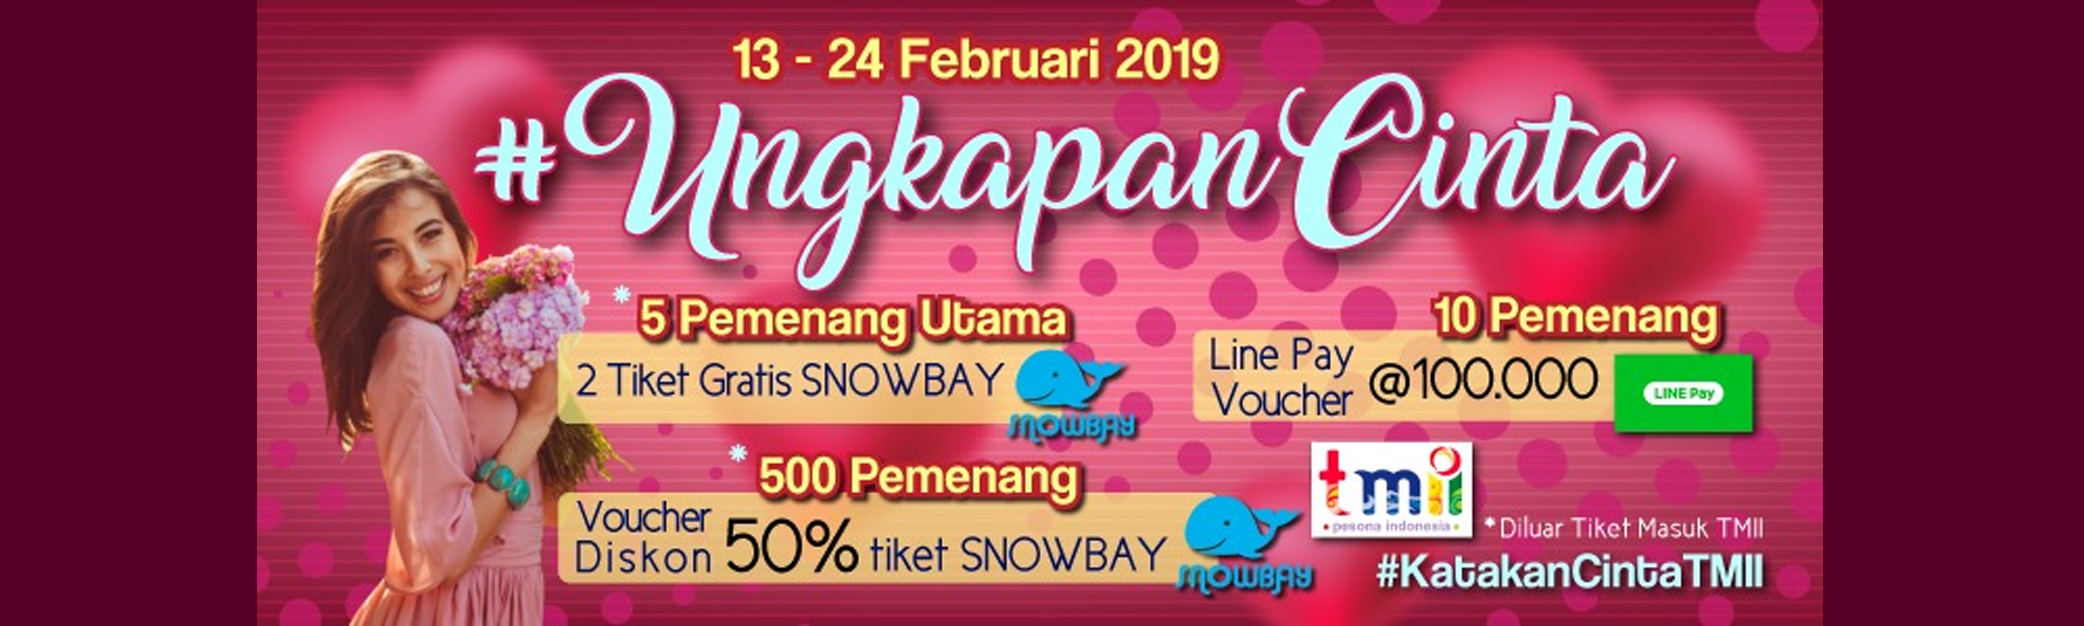 13 - 24 Februari 2019
#UngkapanCinta
*5 Pemenang Utama
2 Tiket Gratis SNOWBAY
SNOWBAY
10 Pemenang
Line Pay
Voucher
@100.000
LINE Pay
*500 Pemenang
Voucher
Diskon
50% tiket SNOWBAY
SNOWBAY
tmii
• pesona indonesia •
*Diluar Tiket Masuk TMII
#KatakanCintaTMII